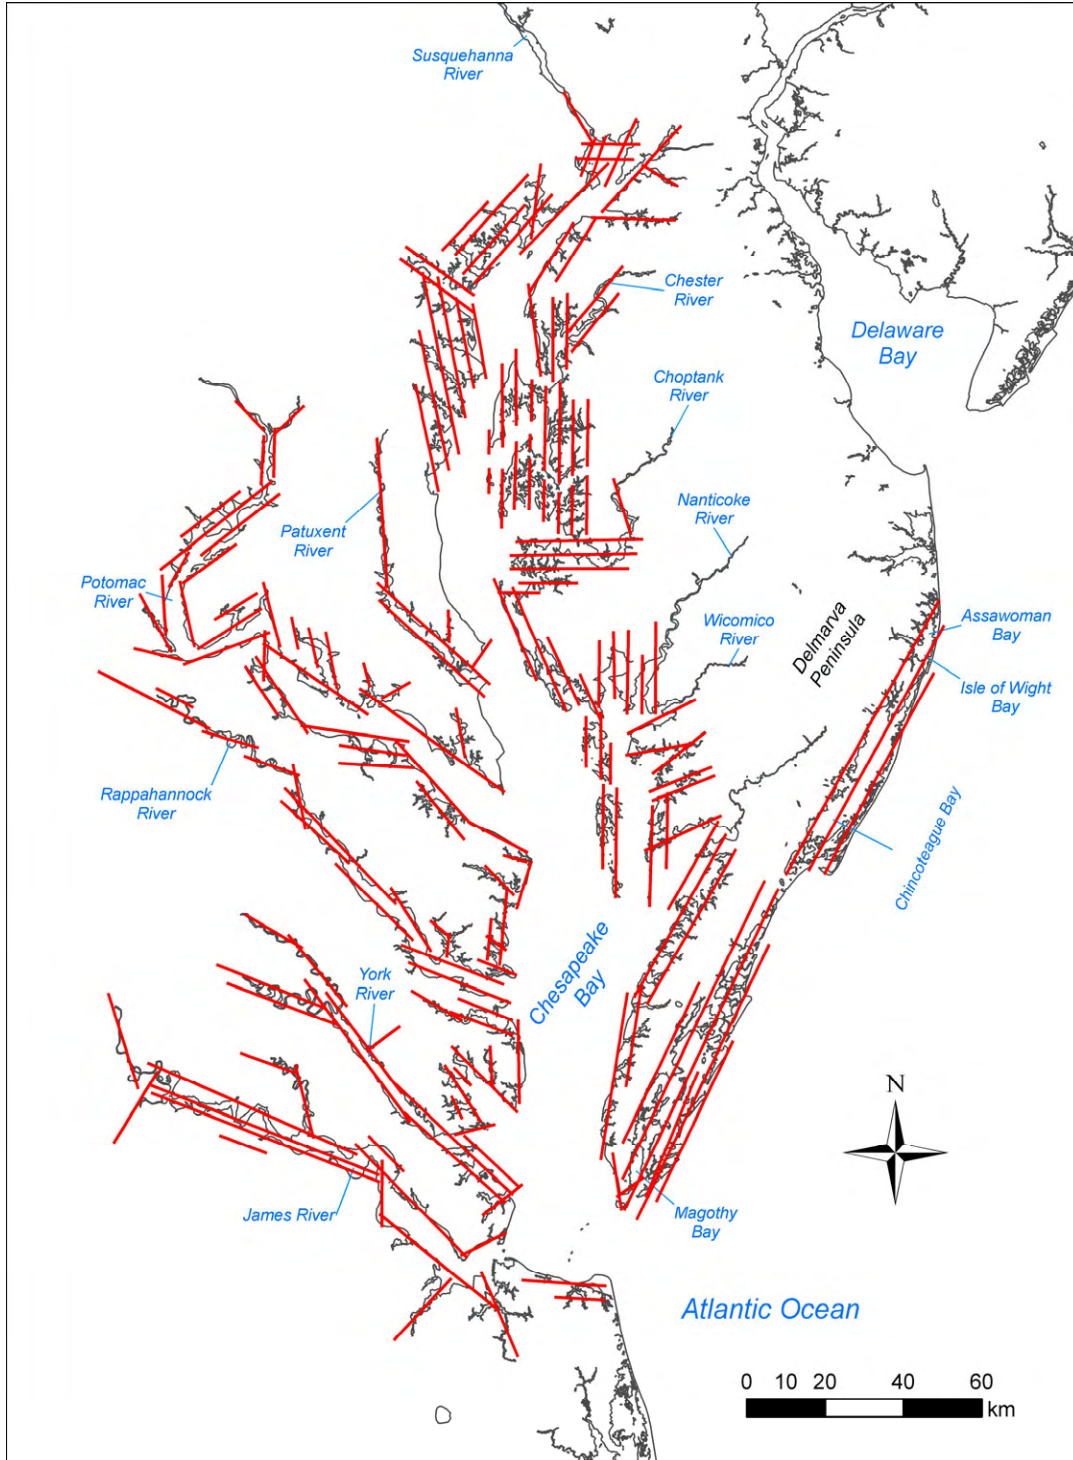 Susquehanna
River
Chester
River
Delaware
Bay
Choptank
River
Nanticoke
River
Patuxent
River
Potomac
River
Wicomico
River
Delmarva
Peninsula
Assawoman
Bay
Isle of Wight
Bay
Rappahannock
River
Chincoteague Bay
Chesapeake
Bay
York
River
N
James River
Magothy
Bay
Atlantic Ocean
0 10 20 40 60
km